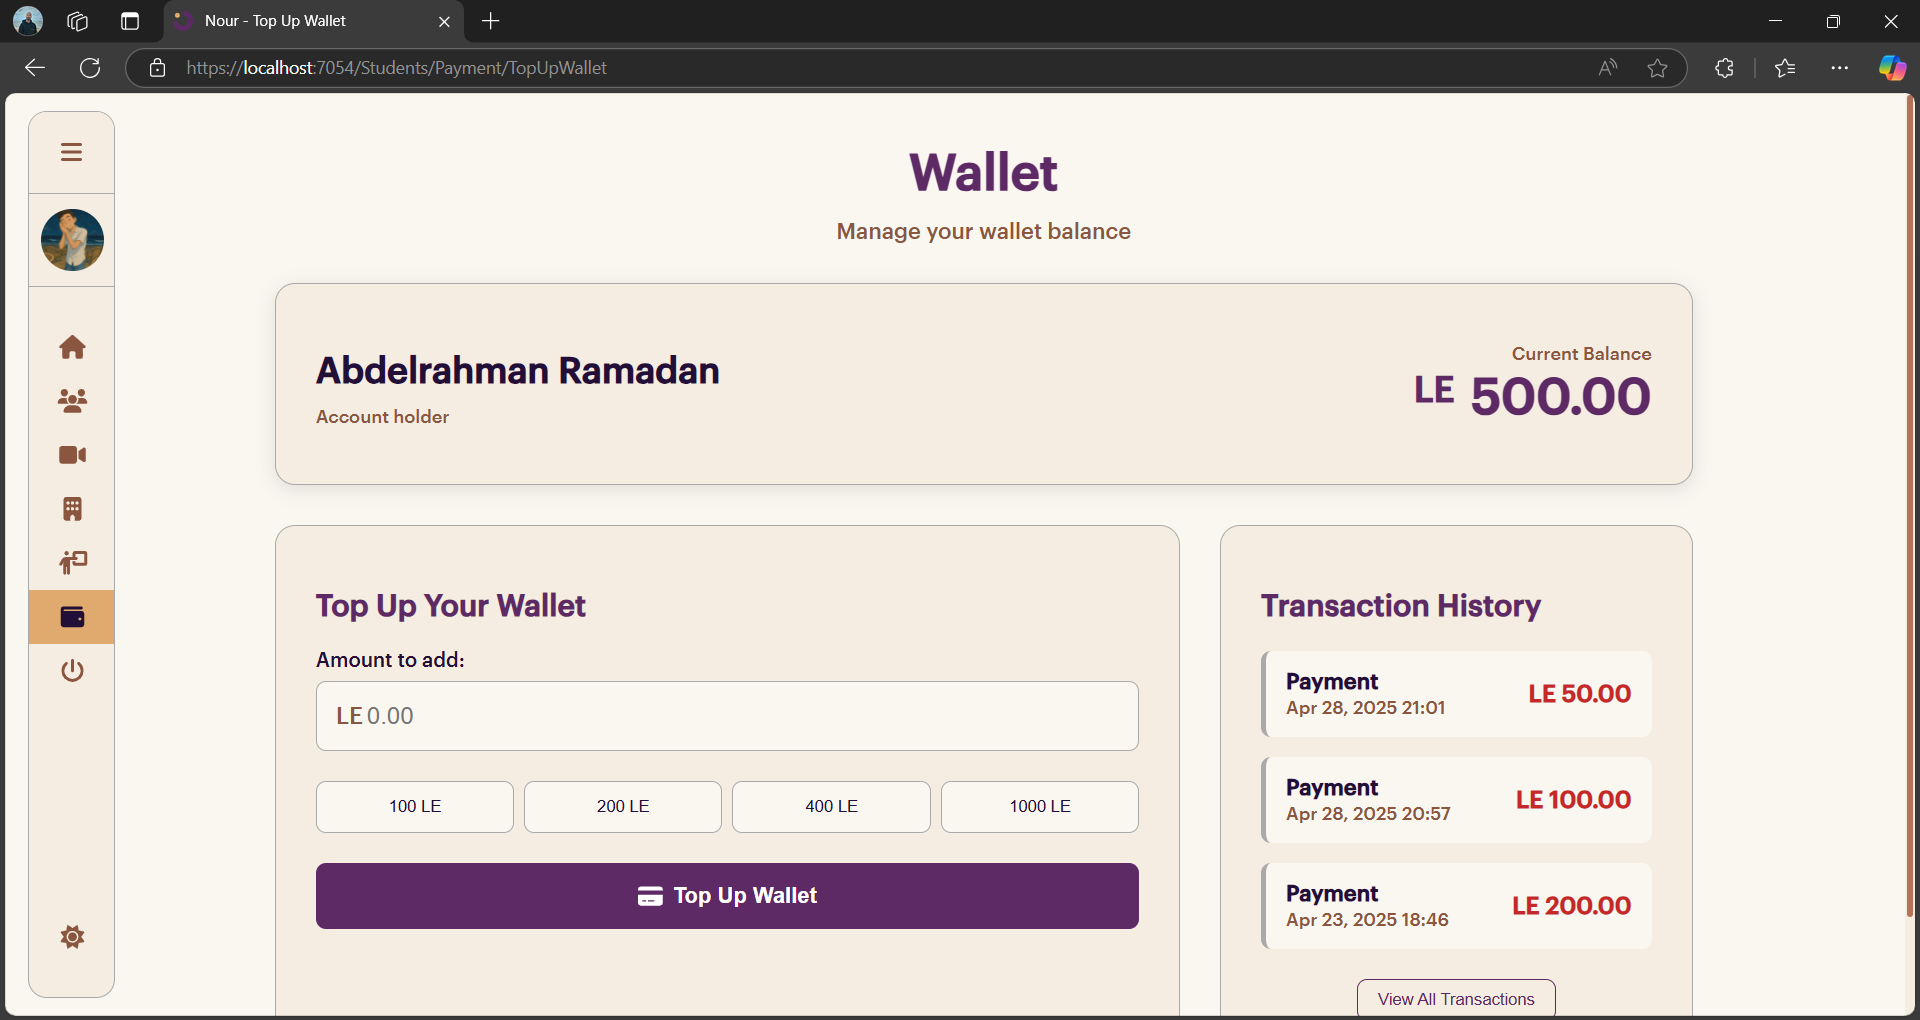 Nour - Top Up Wallet
https://localhost:7054/Students/Payment/TopUpWallet
Wallet
Manage your wallet balance
Abdelrahman Ramadan
Account holder
Current Balance
LE 500.00
Top Up Your Wallet
Amount to add:
LE 0.00
100 LE
200 LE
400 LE
1000 LE
Top Up Wallet
Transaction History
Payment
Apr 28, 2025 21:01
LE 50.00
Payment
Apr 28, 2025 20:57
LE 100.00
Payment
Apr 23, 2025 18:46
LE 200.00
View All Transactions